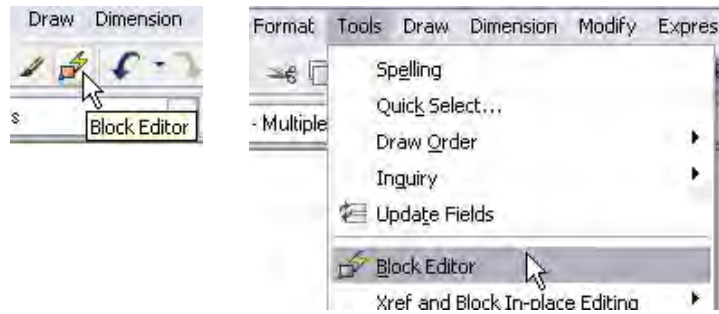 Draw Dimension
s
Block Editor
Format Tools Draw Dimension Modify Expres
- Multiple
Spelling
Quick Select...
Draw Order
Inquiry
Update Fields
Block Editor
Xref and Block In-place Editing